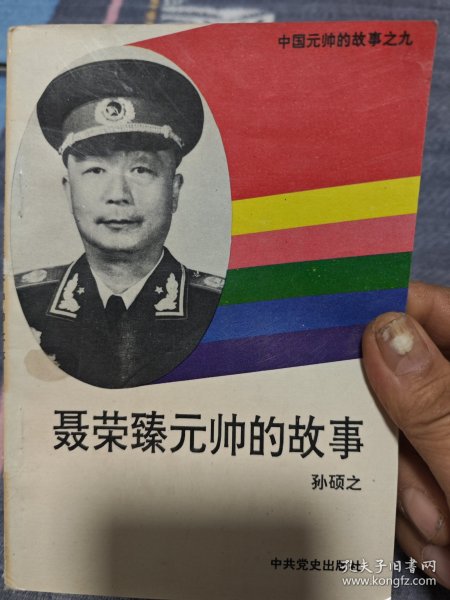 中国元帅的故事之九
聂荣臻元帅的故事
孙硕之
中共党史出版社
孔夫子旧书网
www.kongfz.com